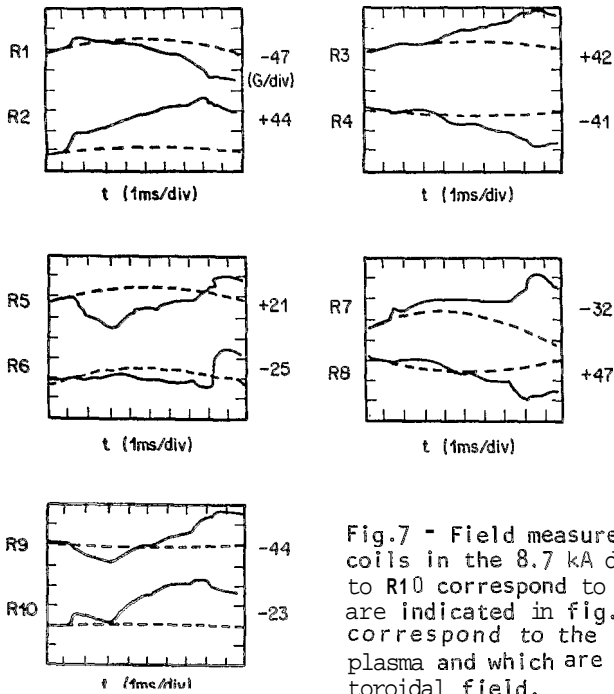 R1
-47
(G/div)
R2
+44
t (1ms/div)
R3
+42
R4
-41
t (1ms/div)
R5
+21
R6
-25
t (1ms/div)
R7
-32
R8
+47
t (1ms/div)
R9
-44
R10
-23
t (1ms/div)
Fig.7 - Field measure
coils in the 8.7 kA d
to R10 correspond to
are indicated in fig.
correspond to the
plasma and which are
toroidal field.